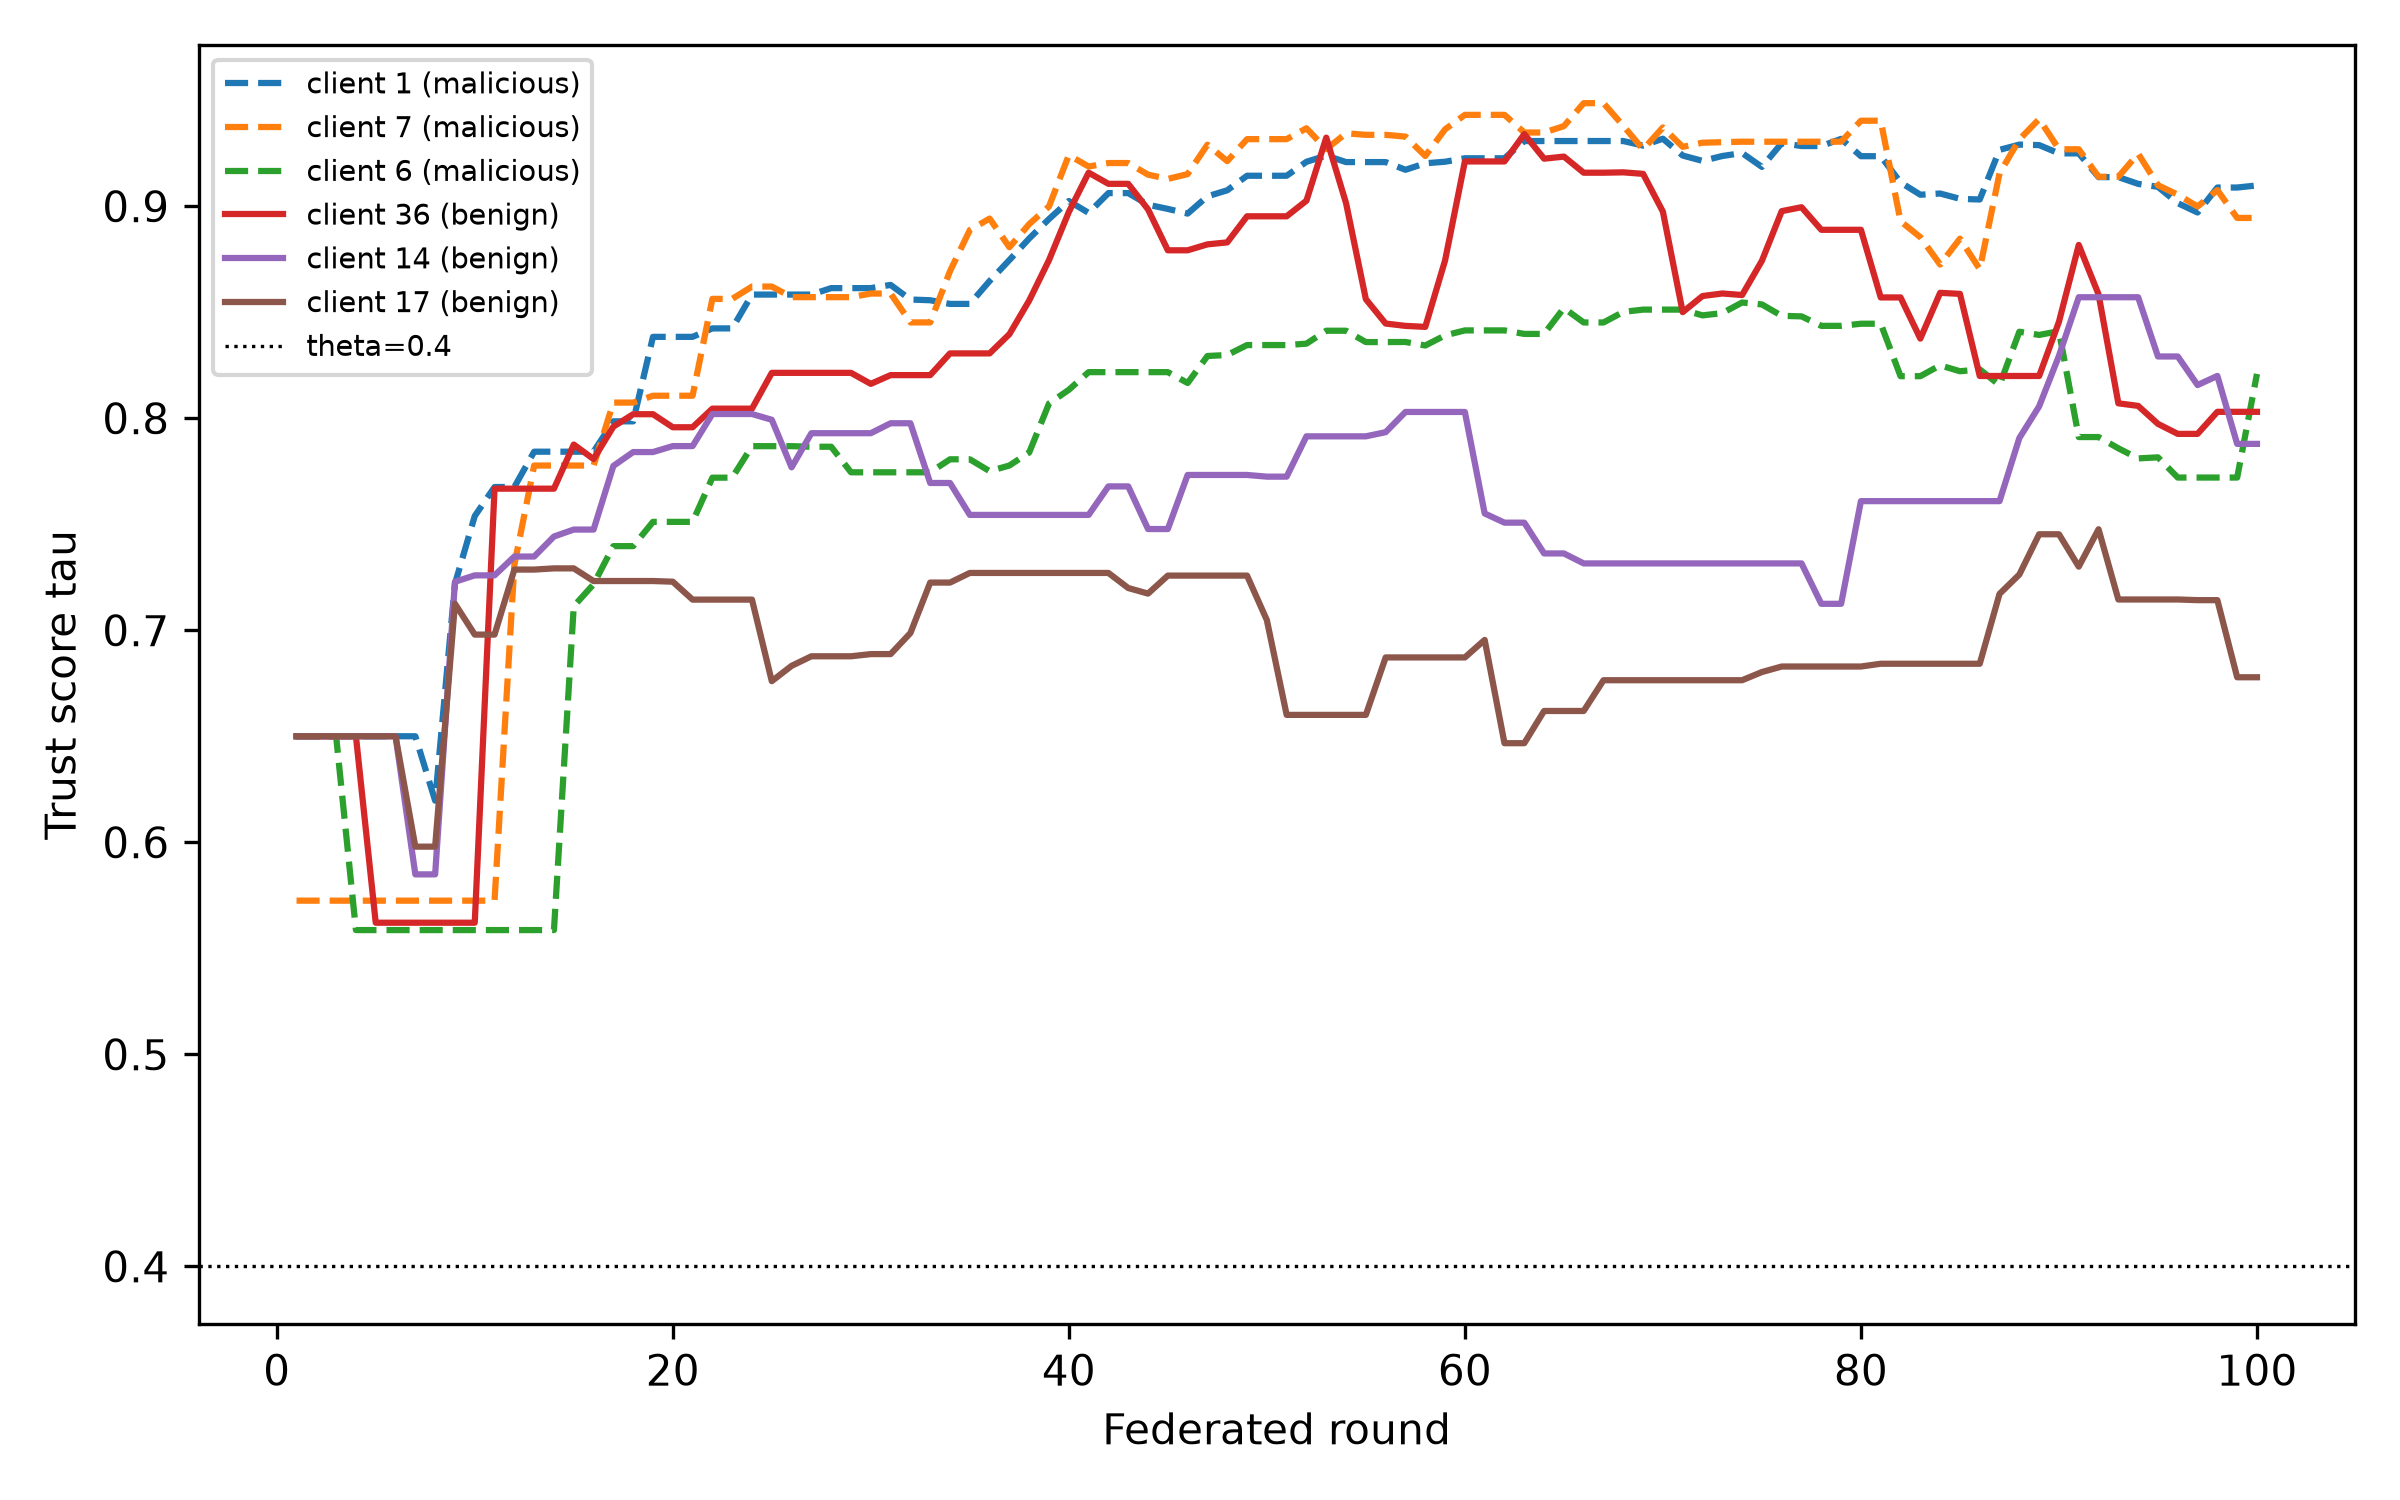 client 1 (malicious)
client 7 (malicious)
client 6 (malicious)
client 36 (benign)
client 14 (benign)
client 17 (benign)
theta=0.4
Trust score tau
0.9
0.8
0.7
0.6
0.5
0.4
0 20 40 60 80 100
Federated round